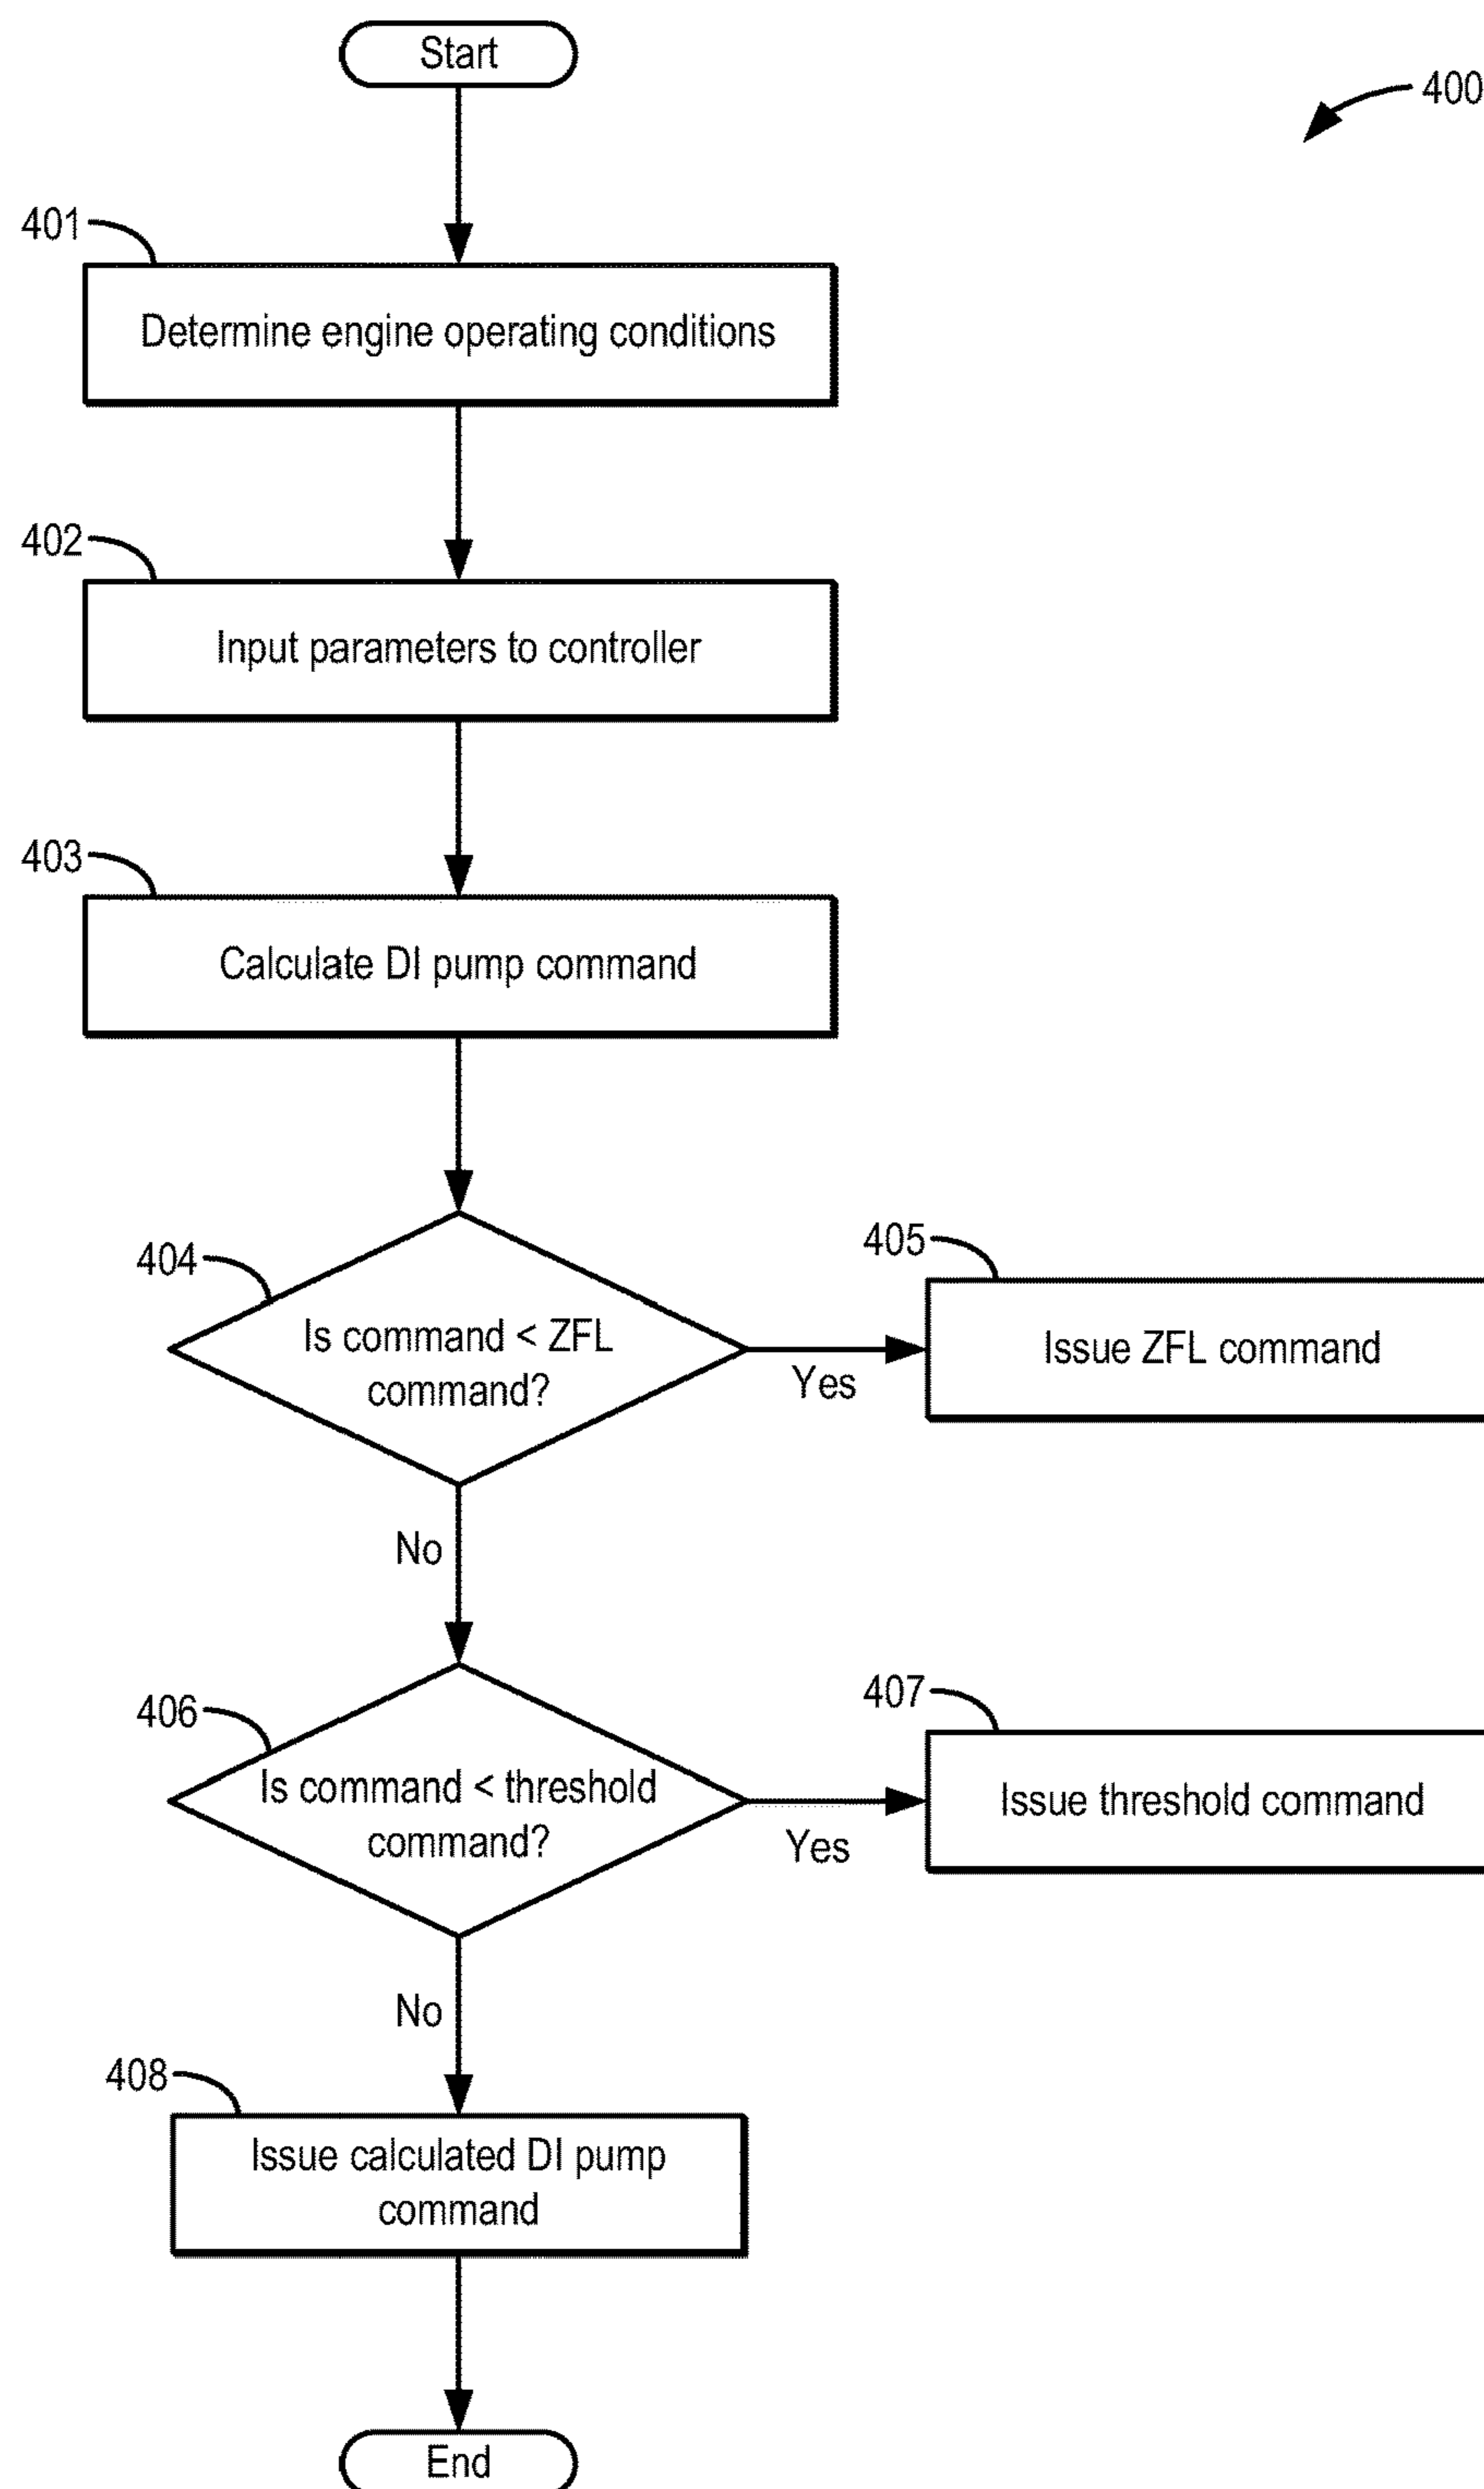 Start
400
401
Determine engine operating conditions
402
Input parameters to controller
403
Calculate DI pump command
404
Is command < ZFL
command?
Yes
405
Issue ZFL command
No
406
Is command < threshold
command?
Yes
407
Issue threshold command
No
408
Issue calculated DI pump
command
End